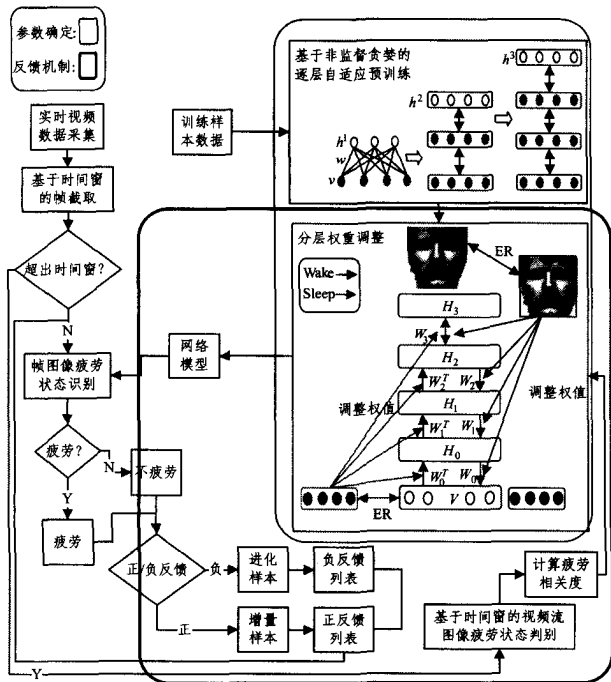 参数确定:
反馈机制:
实时视频
数据采集
基于时间窗
的帧截取
超出时间窗?
N
帧图像疲劳
状态识别
疲劳?
N
Y
不疲劳
疲劳
正/负反馈
负
正
进化
样本
负反馈
列表
增量
样本
正反馈
列表
Y
训练样
本数据
基于非监督贪婪的
逐层自适应预训练
h¹
w
v
h²
h³
分层权重调整
Wake
Sleep
ER
H₃
W₃
H₂
W₂ᵀ
W₂
H₁
W₁ᵀ
W₁
H₀
W₀ᵀ
W₀
V
ER
调整权值
调整权值
网络
模型
计算疲劳
相关度
基于时间窗的视频流
图像疲劳状态判别